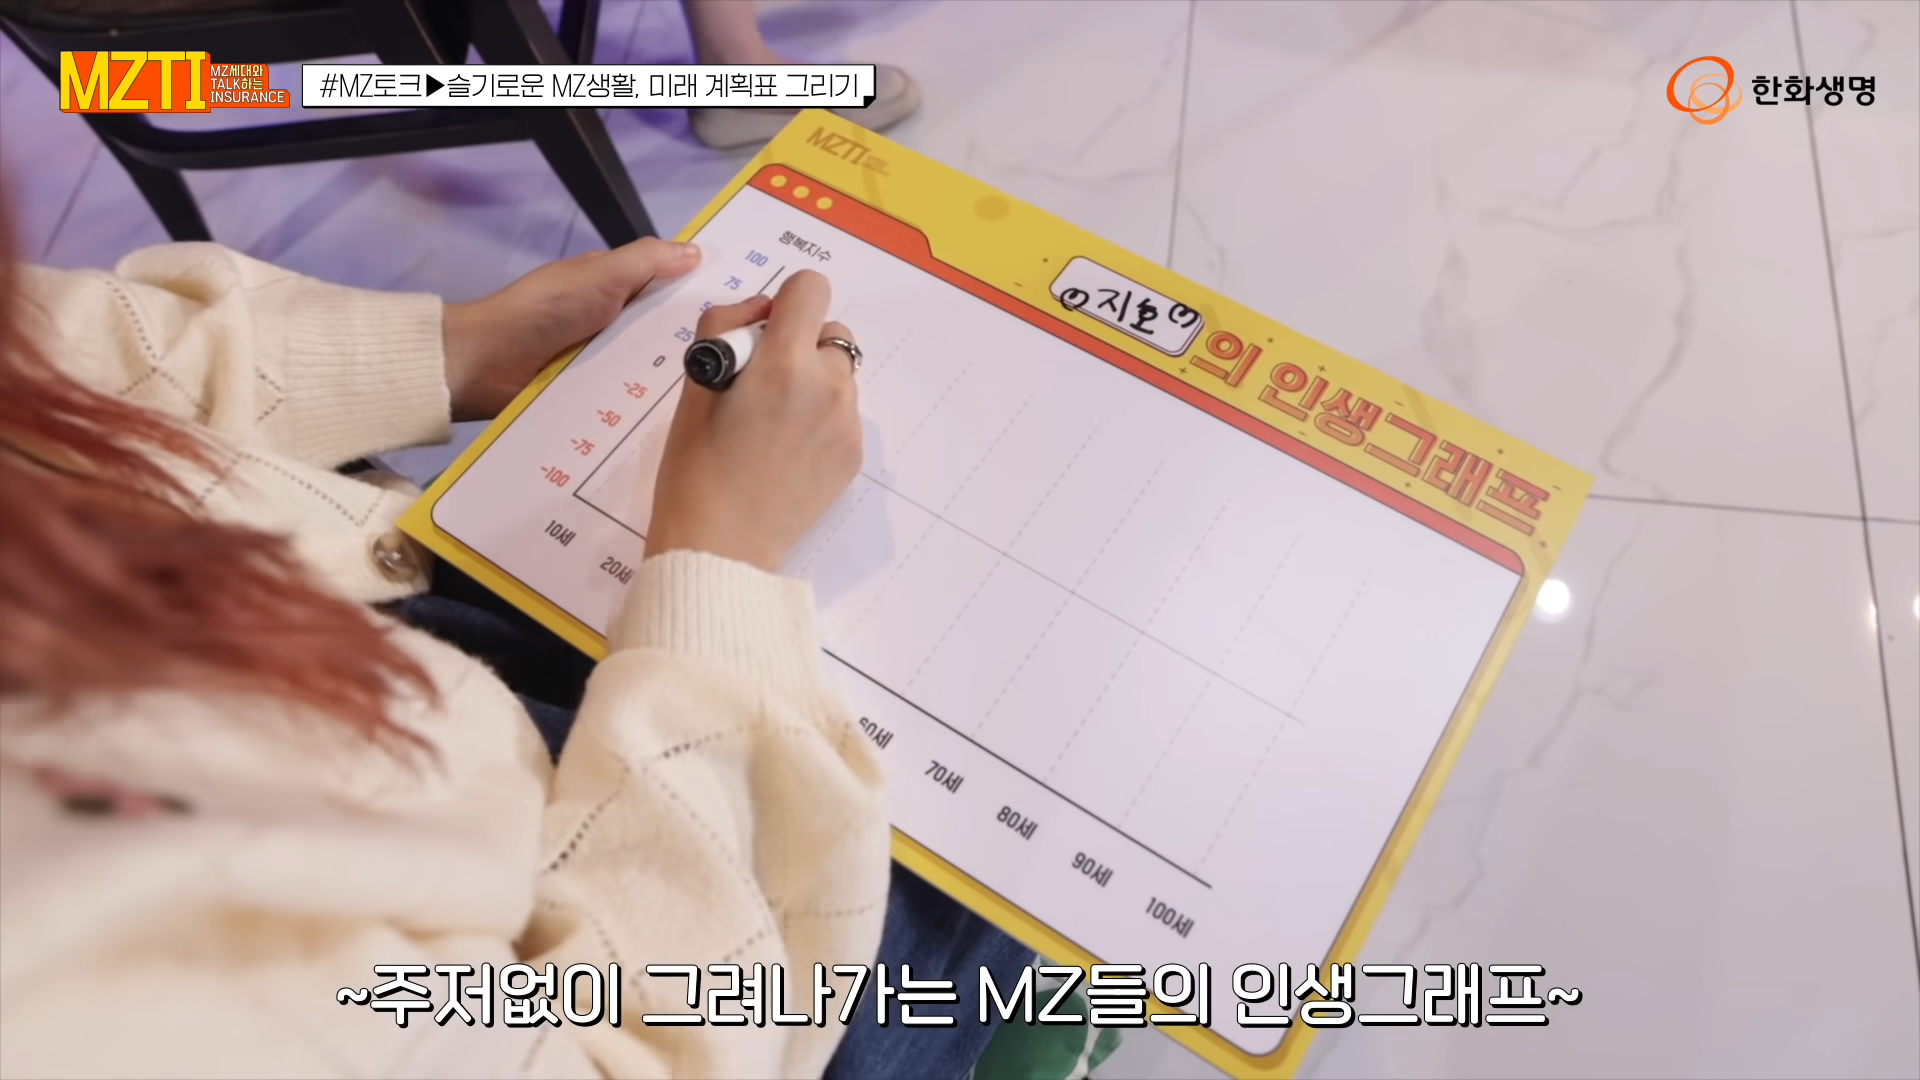 MZTI
MZ세대와
TALK하는
INSURANCE
#MZ토크▶슬기로운 MZ생활, 미래 계획표 그리기
한화생명
MZTI
지호
의 인생그래프
행복지수
100
75
25
0
-25
-50
-75
-100
10세
20세
70세
80세
90세
100세
~주저없이 그려나가는 MZ들의 인생그래프~